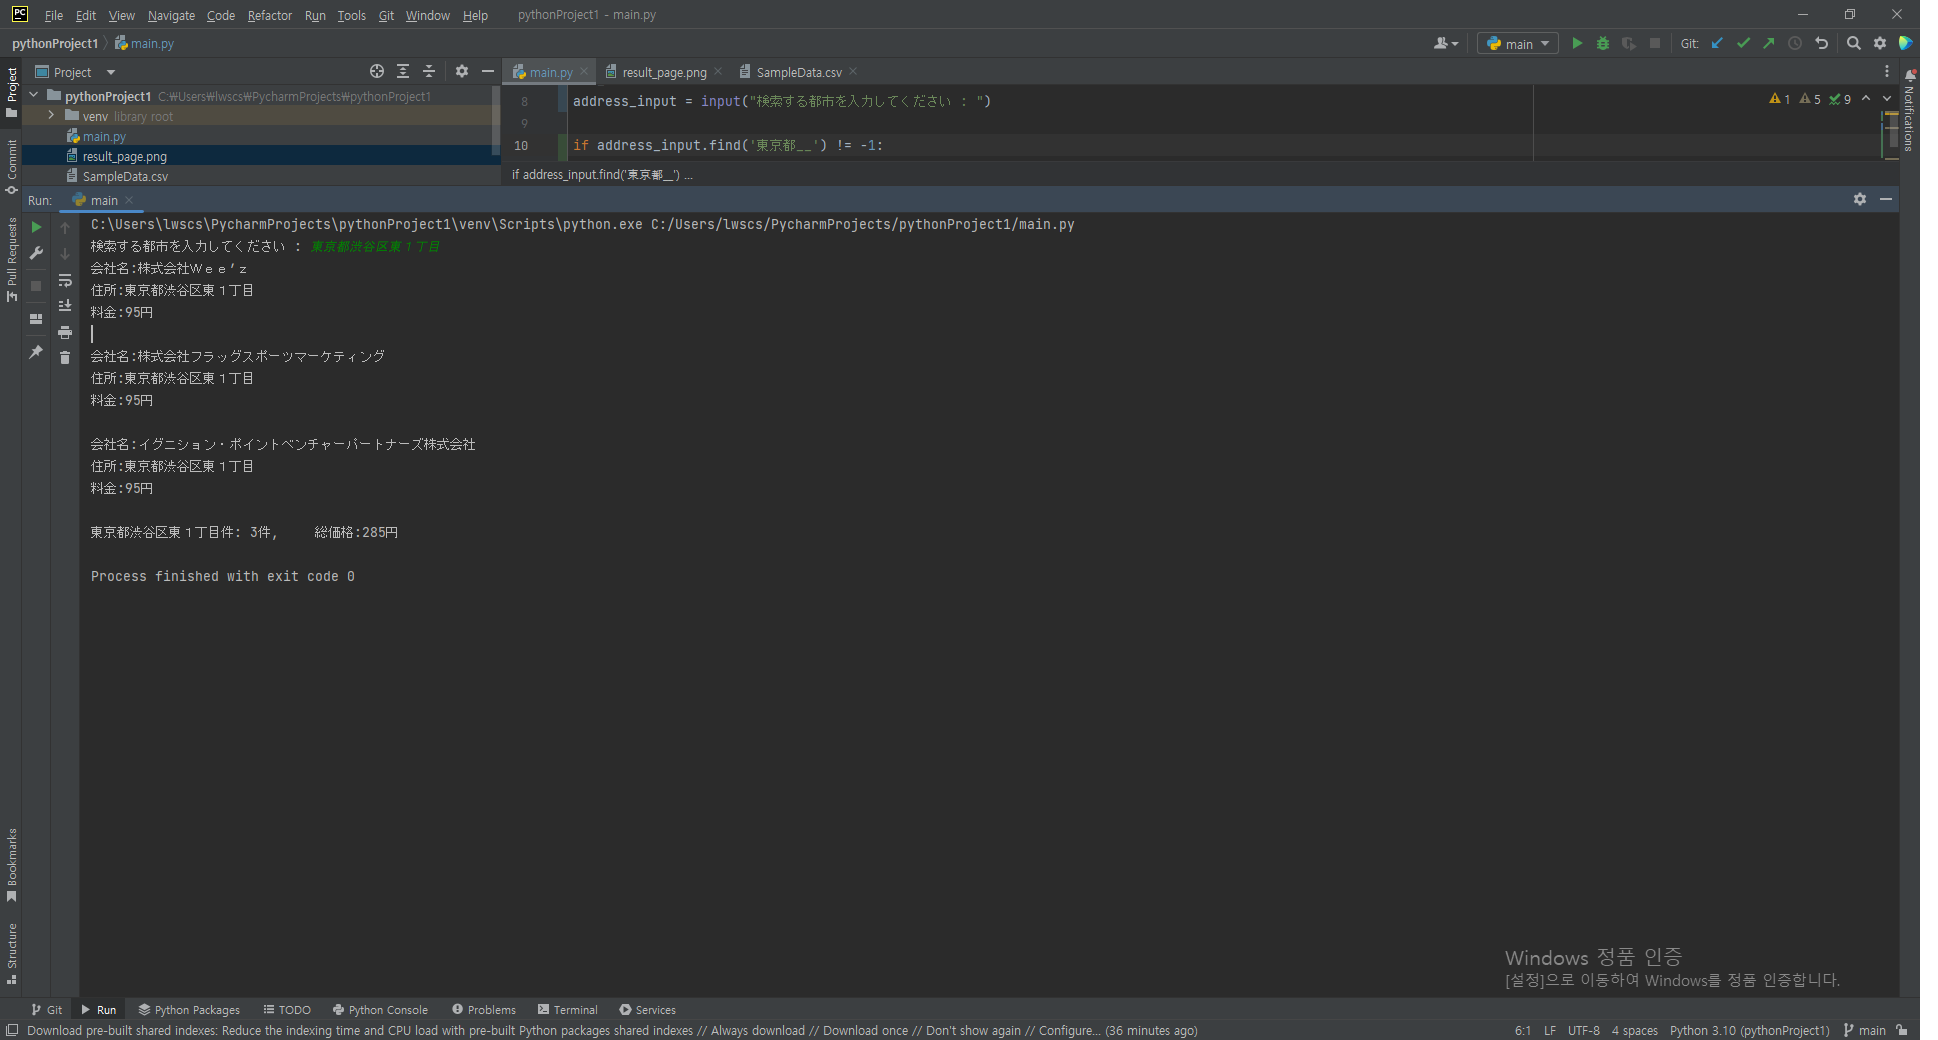 PC File Edit View Navigate Code Refactor Run Tools Git Window Help pythonProject1 - main.py
pythonProject1 main.py main Git:
Project main.py result_page.png SampleData.csv
pythonProject1 C:₩Users₩lwscs₩PycharmProjects₩pythonProject1
venv library root
main.py
result_page.png
SampleData.csv
8 address_input = input("検索する都市を入力してください : ")
9
10 if address_input.find('東京都__') != -1:
1 5 9
if address_input.find('東京都__') ...
Run: main
C:\Users\lwscs\PycharmProjects\pythonProject1\venv\Scripts\python.exe C:/Users/lwscs/PycharmProjects/pythonProject1/main.py
検索する都市を入力してください : 東京都渋谷区東１丁目
会社名:株式会社Ｗｅｅ’ｚ
住所:東京都渋谷区東１丁目
料金:95円
会社名:株式会社フラッグスポーツマーケティング
住所:東京都渋谷区東１丁目
料金:95円
会社名:イグニション・ポイントベンチャーパートナーズ株式会社
住所:東京都渋谷区東１丁目
料金:95円
東京都渋谷区東１丁目件: 3件, 総価格:285円
Process finished with exit code 0
Project
Commit
Pull Requests
Bookmarks
Structure
Notifications
Windows 정품 인증
[설정]으로 이동하여 Windows를 정품 인증합니다.
Git Run Python Packages TODO Python Console Problems Terminal Services
Download pre-built shared indexes: Reduce the indexing time and CPU load with pre-built Python packages shared indexes // Always download // Download once // Don't show again // Configure... (36 minutes ago) 6:1 LF UTF-8 4 spaces Python 3.10 (pythonProject1) main